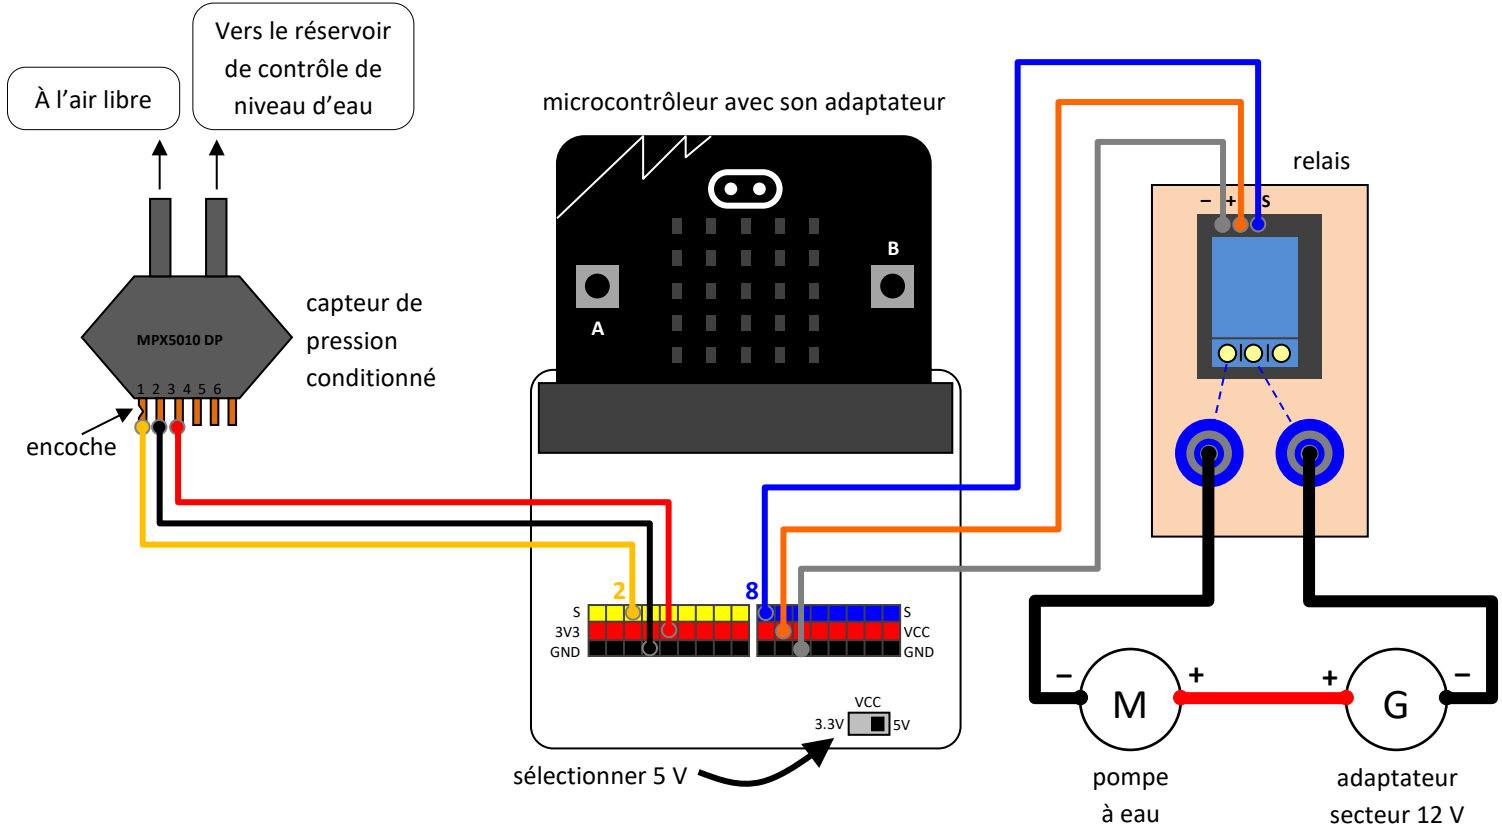 Vers le réservoir
de contrôle de
niveau d’eau
À l’air libre
microcontrôleur avec son adaptateur
relais
– + S
B
A
capteur de
pression
conditionné
MPX5010 DP
1 2 3 4 5 6
encoche
2
8
S
S
3V3
VCC
GND
GND
VCC
3.3V
5V
sélectionner 5 V
– + + –
M
G
pompe
à eau
adaptateur
secteur 12 V